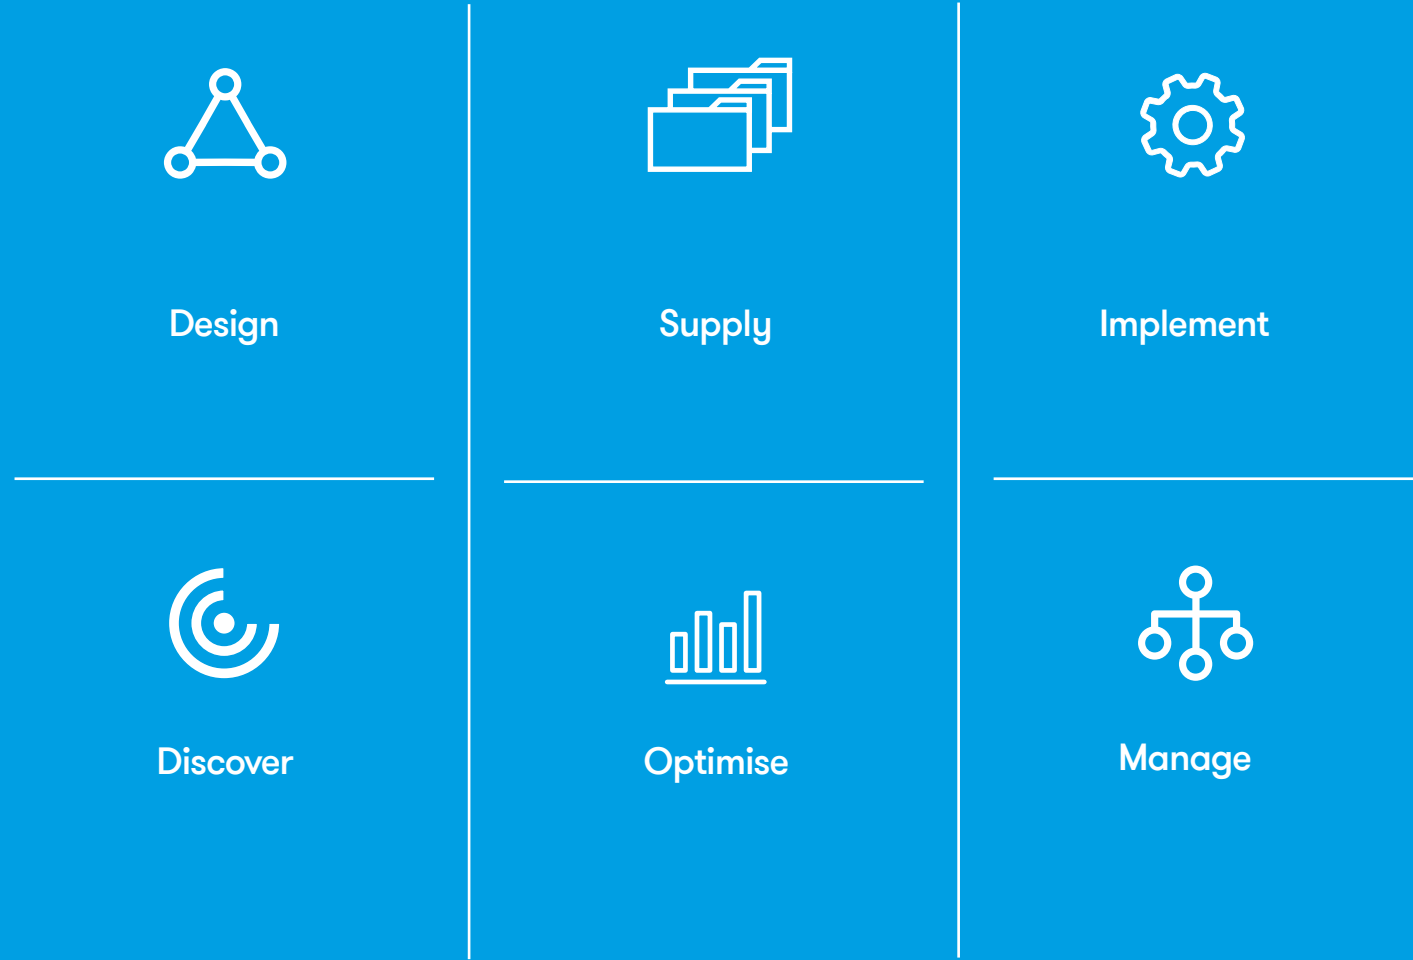 Design
Supply
Implement
Discover
Optimise
Manage